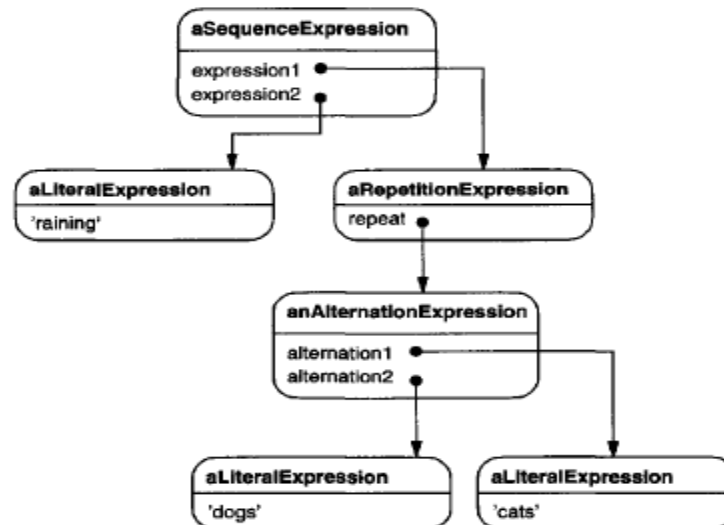 aSequenceExpression
expression1
expression2
aLiteralExpression
'raining'
aRepetitionExpression
repeat
anAlternationExpression
alternation1
alternation2
aLiteralExpression
'dogs'
aLiteralExpression
'cats'